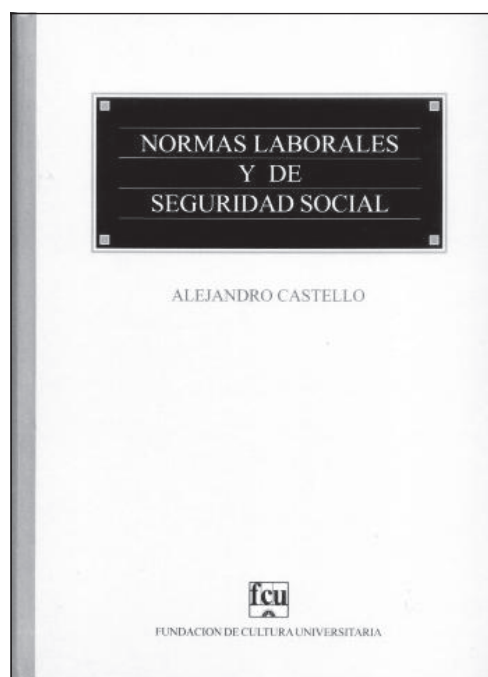 NORMAS LABORALES
Y DE
SEGURIDAD SOCIAL
ALEJANDRO CASTELLO
fcu
FUNDACION DE CULTURA UNIVERSITARIA